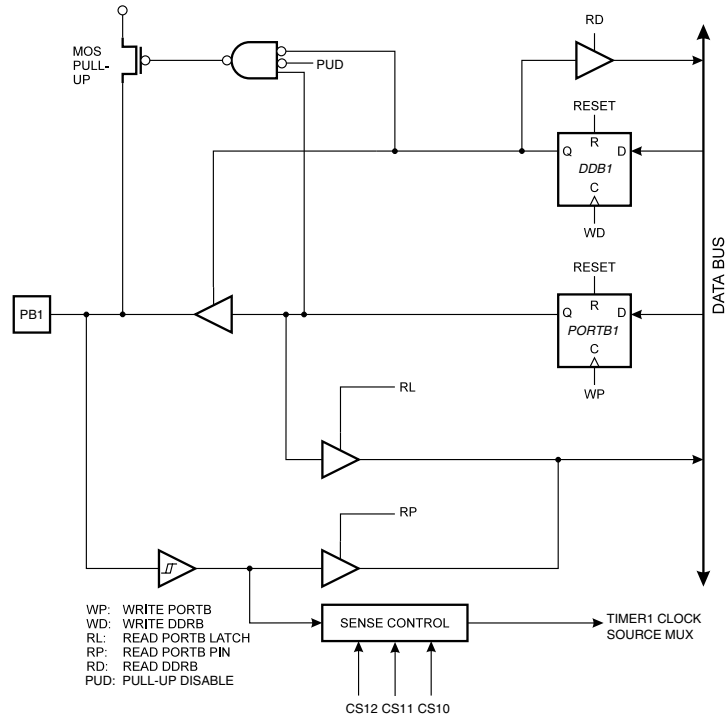 RD
MOS
PULL-
UP
PUD
RESET
R
Q
D
DDB1
C
WD
DATA BUS
RESET
R
PB1
Q
D
PORTB1
C
WP
RL
RP
WP: WRITE PORTB
WD: WRITE DDRB
RL: READ PORTB LATCH
RP: READ PORTB PIN
RD: READ DDRB
PUD: PULL-UP DISABLE
SENSE CONTROL
TIMER1 CLOCK
SOURCE MUX
CS12 CS11 CS10